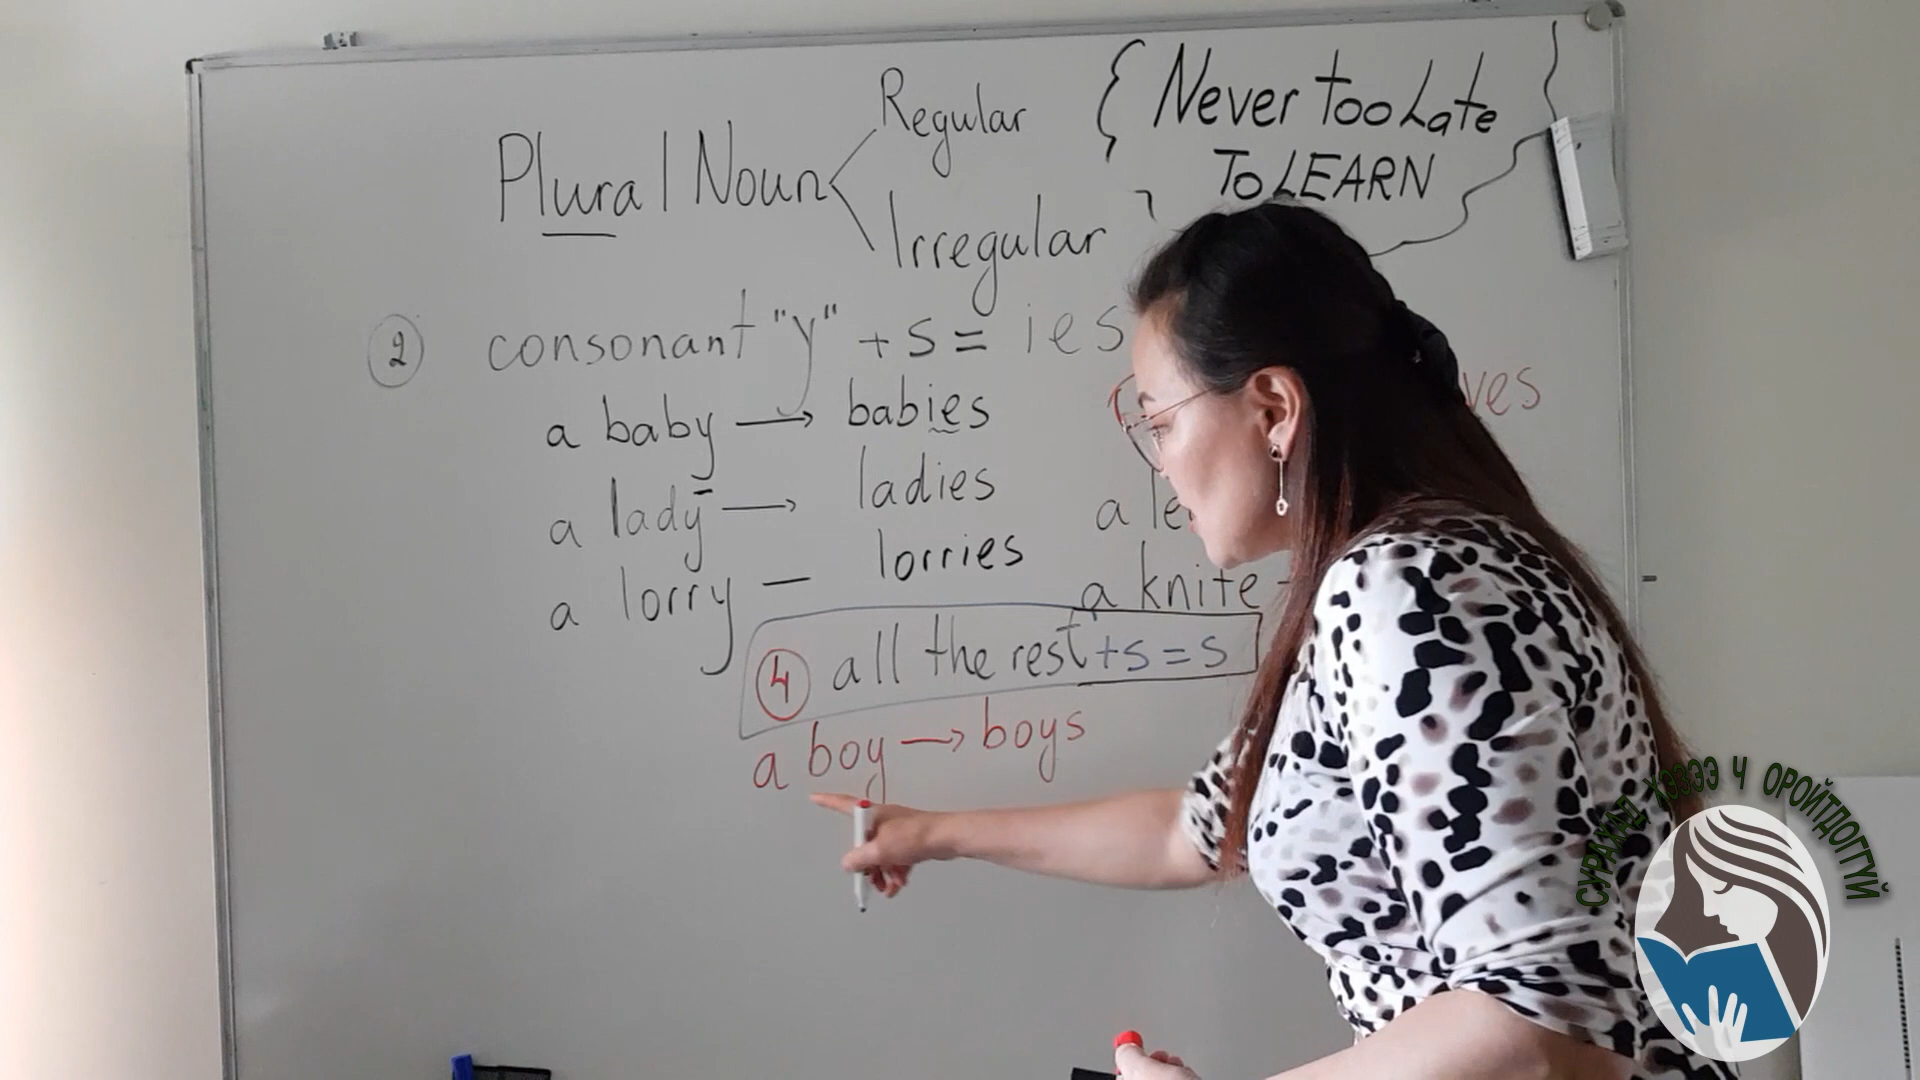 Plural Noun
Regular
Irregular
{ Never Too Late
To LEARN
2 consonant "y" + s = ies
a baby → babies
a lady → ladies
a lorry — lorries
ves
a knife -
4 all the rest + s = s
a boy → boys
СУРАХАД ХЭЗЭЭ Ч ОРОЙТДОГГҮЙ